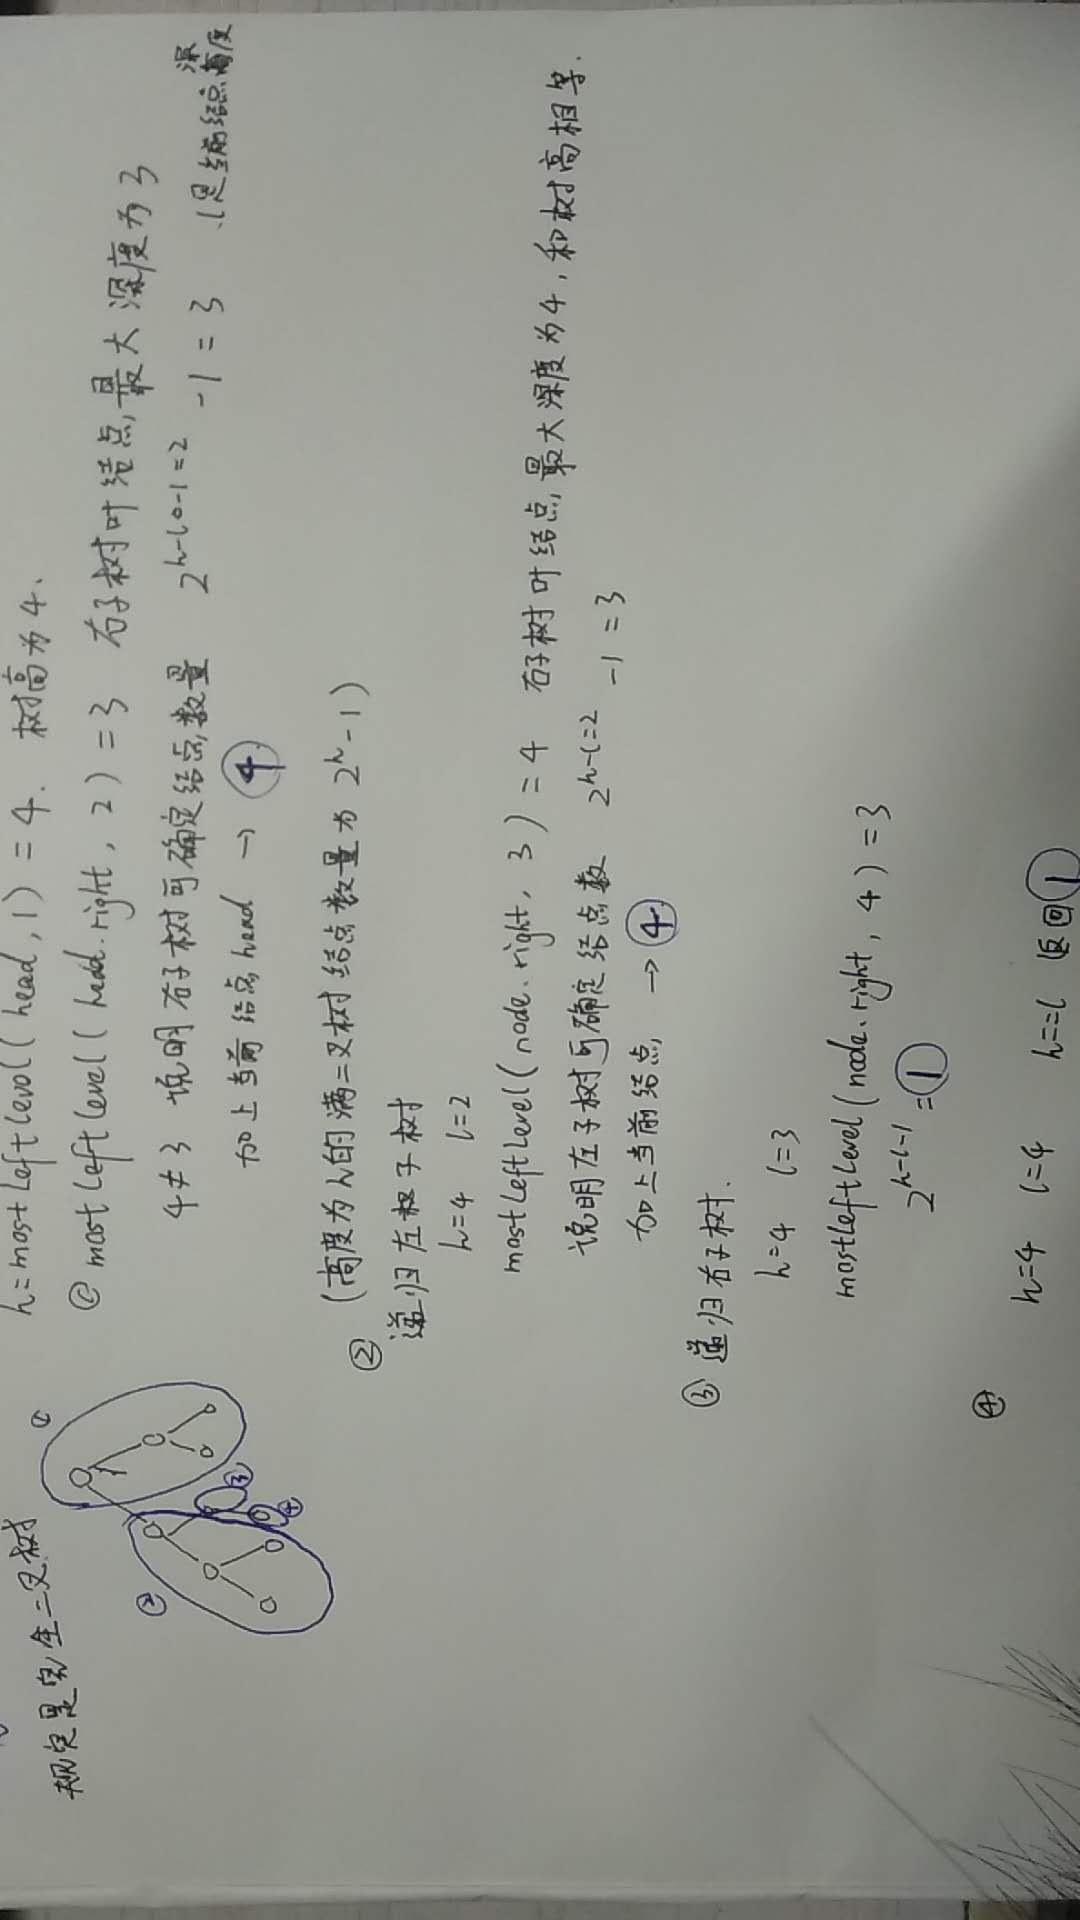 规定是完全二叉树
h=mostleftlevel(head,1)=4. 树高为4、
① mostleftlevel(head.right,2)=3 右子树叶结点,最大深度为3
4≠3 说明右子树可确定结点数量 2^h-l0-1=2 -1=3
加上当前结点head → ④
(高度为h的满二叉树结点数量为2^h-1)
②
递归左子树
h=4 l=2
mostleftlevel(node.right,3)=4 右子树叶结点,最大深度为4,和树高相等.
说明左子树可确定结点数 2^h-l=2 -1=3
加上当前结点 → ④
③ 递归右子树.
h=4 l=3
mostleftlevel(node.right,4)=3
2^h-l-1=①
④
h=4 l=4 h==l 返回①
①
②
③
④